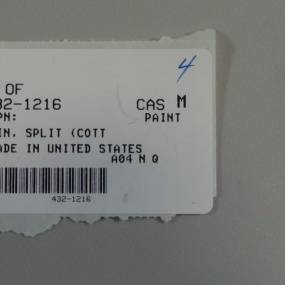 4
OF
32-1216 CAS M
PN: PAINT
IN, SPLIT (COTT
ADE IN UNITED STATES
A04 N Q
432-1216